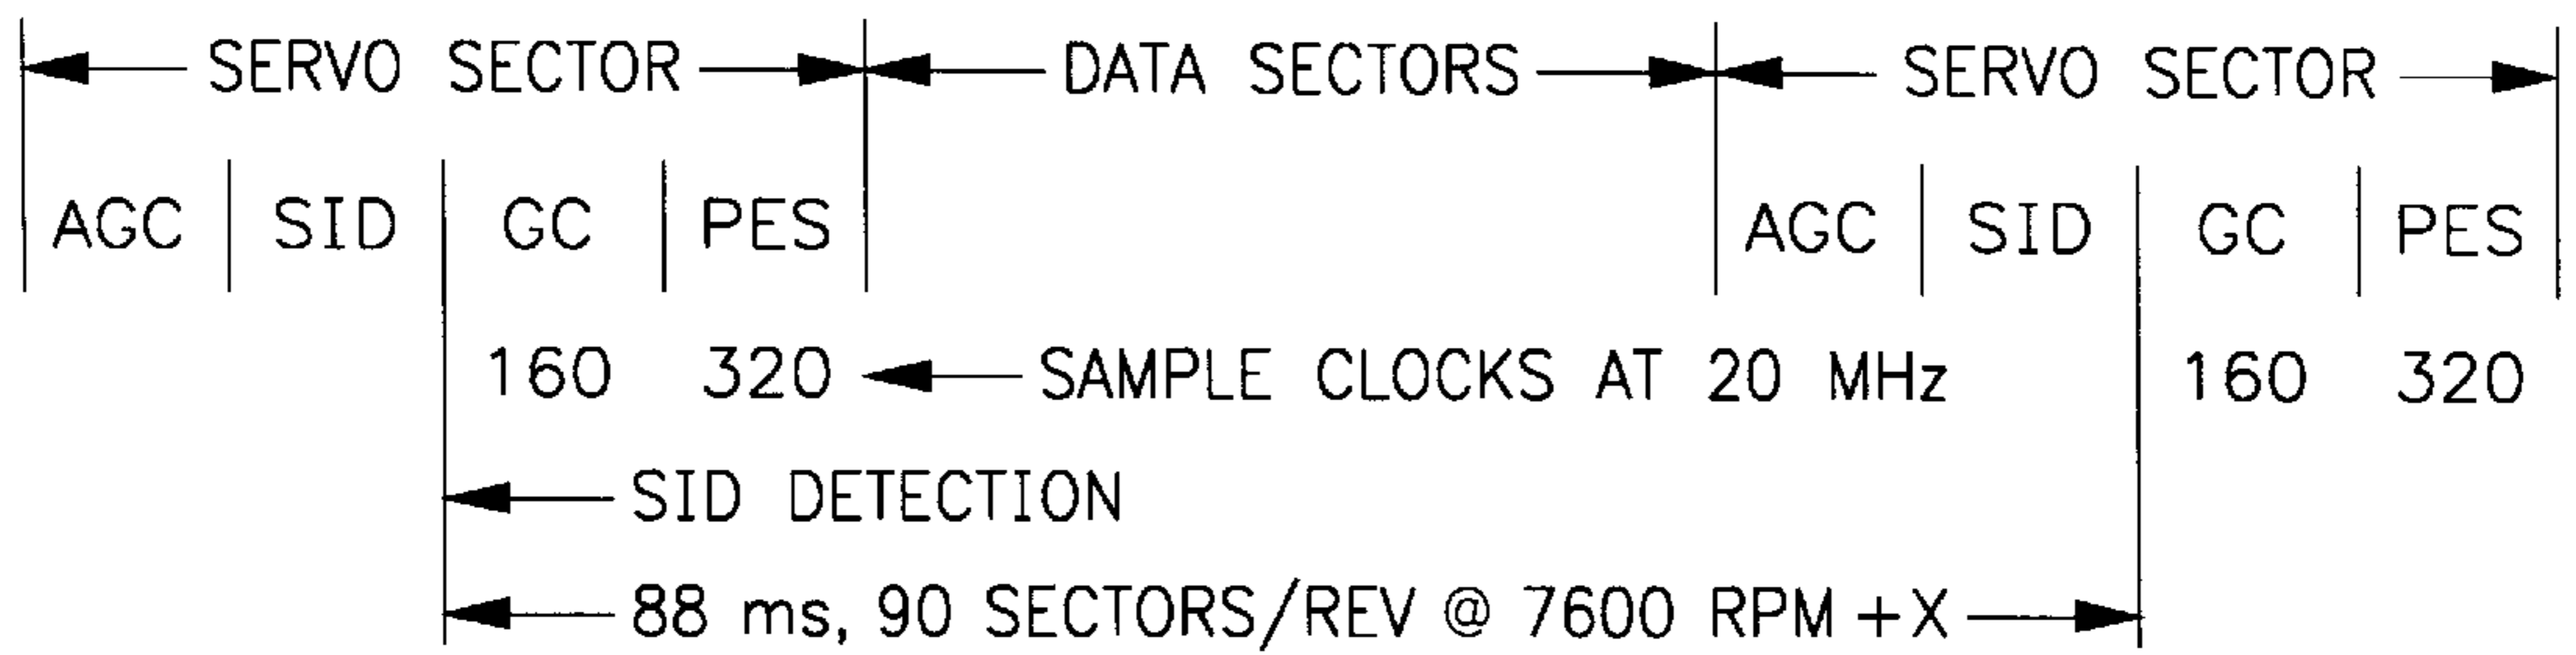 SERVO SECTOR DATA SECTORS SERVO SECTOR
AGC SID GC PES AGC SID GC PES
160 320 SAMPLE CLOCKS AT 20 MHz 160 320
SID DETECTION
88 ms, 90 SECTORS/REV @ 7600 RPM +X